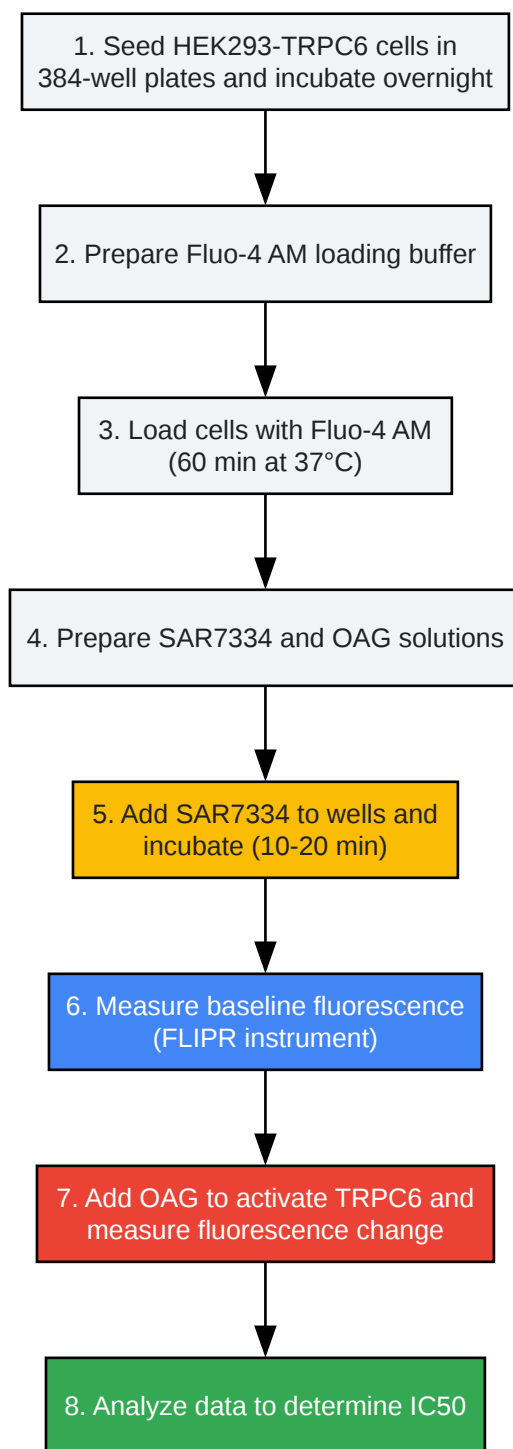 1. Seed HEK293-TRPC6 cells in
384-well plates and incubate overnight
2. Prepare Fluo-4 AM loading buffer
3. Load cells with Fluo-4 AM
(60 min at 37°C)
4. Prepare SAR7334 and OAG solutions
5. Add SAR7334 to wells and
incubate (10-20 min)
6. Measure baseline fluorescence
(FLIPR instrument)
7. Add OAG to activate TRPC6 and
measure fluorescence change
8. Analyze data to determine IC50